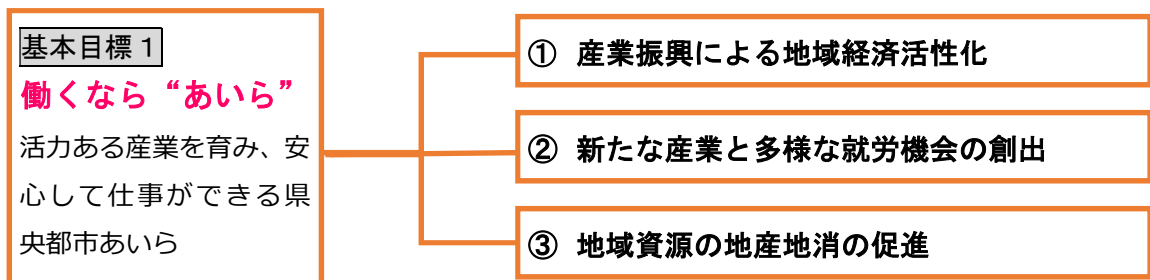 基本目標1
働くなら“あいら”
活力ある産業を育み、安
心して仕事ができる県
央都市あいら
① 産業振興による地域経済活性化
② 新たな産業と多様な就労機会の創出
③ 地域資源の地産地消の促進